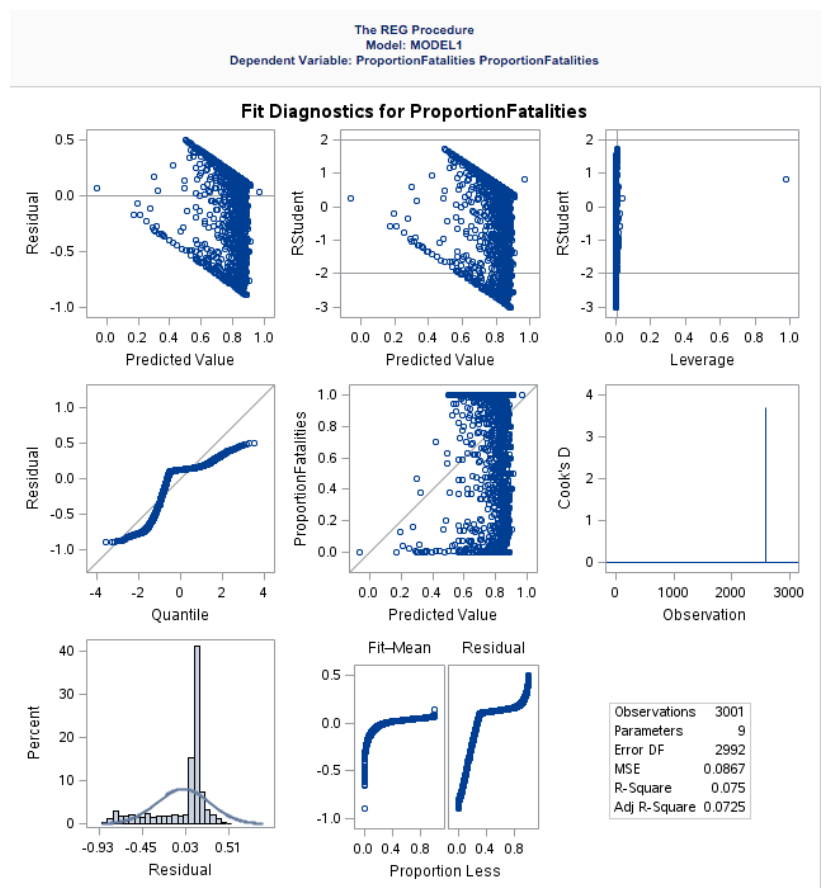 The REG Procedure
Model: MODEL1
Dependent Variable: ProportionFatalities ProportionFatalities
Fit Diagnostics for ProportionFatalities
0.5
0.0
-0.5
-1.0
Residual
0.0 0.2 0.4 0.6 0.8 1.0
Predicted Value
2
1
0
-1
-2
-3
RStudent
0.0 0.2 0.4 0.6 0.8 1.0
Predicted Value
2
1
0
-1
-2
-3
RStudent
0.0 0.2 0.4 0.6 0.8 1.0
Leverage
1.0
0.5
0.0
-0.5
-1.0
Residual
-4 -2 0 2 4
Quantile
1.0
0.8
0.6
0.4
0.2
0.0
ProportionFatalities
0.0 0.2 0.4 0.6 0.8 1.0
Predicted Value
4
3
2
1
0
Cook's D
0 1000 2000 3000
Observation
40
30
20
10
0
Percent
-0.93 -0.45 0.03 0.51
Residual
Fit–Mean Residual
0.5
0.0
-0.5
-1.0
0.0 0.4 0.8 0.0 0.4 0.8
Proportion Less
Observations 3001
Parameters 9
Error DF 2992
MSE 0.0867
R-Square 0.075
Adj R-Square 0.0725